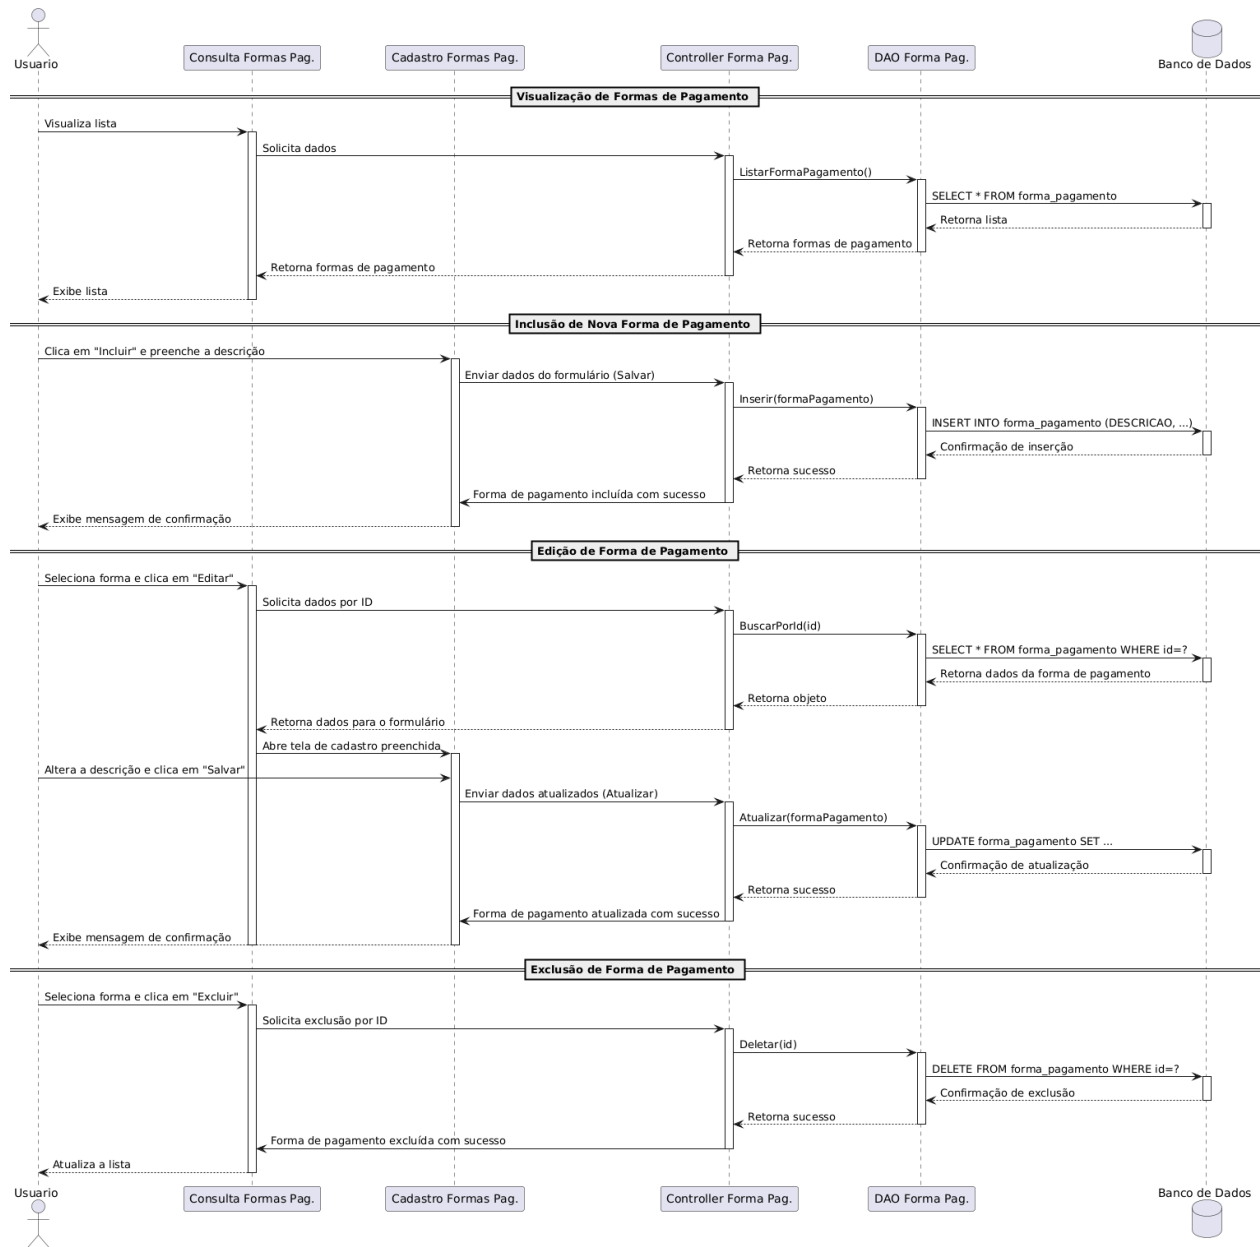 Usuario
Consulta Formas Pag.
Cadastro Formas Pag.
Controller Forma Pag.
DAO Forma Pag.
Banco de Dados
Visualização de Formas de Pagamento
Visualiza lista
Solicita dados
ListarFormaPagamento()
SELECT * FROM forma_pagamento
Retorna lista
Retorna formas de pagamento
Retorna formas de pagamento
Exibe lista
Inclusão de Nova Forma de Pagamento
Clica em "Incluir" e preenche a descrição
Enviar dados do formulário (Salvar)
Inserir(formaPagamento)
INSERT INTO forma_pagamento (DESCRICAO, ...)
Confirmação de inserção
Retorna sucesso
Forma de pagamento incluída com sucesso
Exibe mensagem de confirmação
Edição de Forma de Pagamento
Seleciona forma e clica em "Editar"
Solicita dados por ID
BuscarPorId(id)
SELECT * FROM forma_pagamento WHERE id=?
Retorna dados da forma de pagamento
Retorna objeto
Retorna dados para o formulário
Abre tela de cadastro preenchida
Altera a descrição e clica em "Salvar"
Enviar dados atualizados (Atualizar)
Atualizar(formaPagamento)
UPDATE forma_pagamento SET ...
Confirmação de atualização
Retorna sucesso
Forma de pagamento atualizada com sucesso
Exibe mensagem de confirmação
Exclusão de Forma de Pagamento
Seleciona forma e clica em "Excluir"
Solicita exclusão por ID
Deletar(id)
DELETE FROM forma_pagamento WHERE id=?
Confirmação de exclusão
Retorna sucesso
Forma de pagamento excluída com sucesso
Atualiza a lista
Usuario
Consulta Formas Pag.
Cadastro Formas Pag.
Controller Forma Pag.
DAO Forma Pag.
Banco de Dados